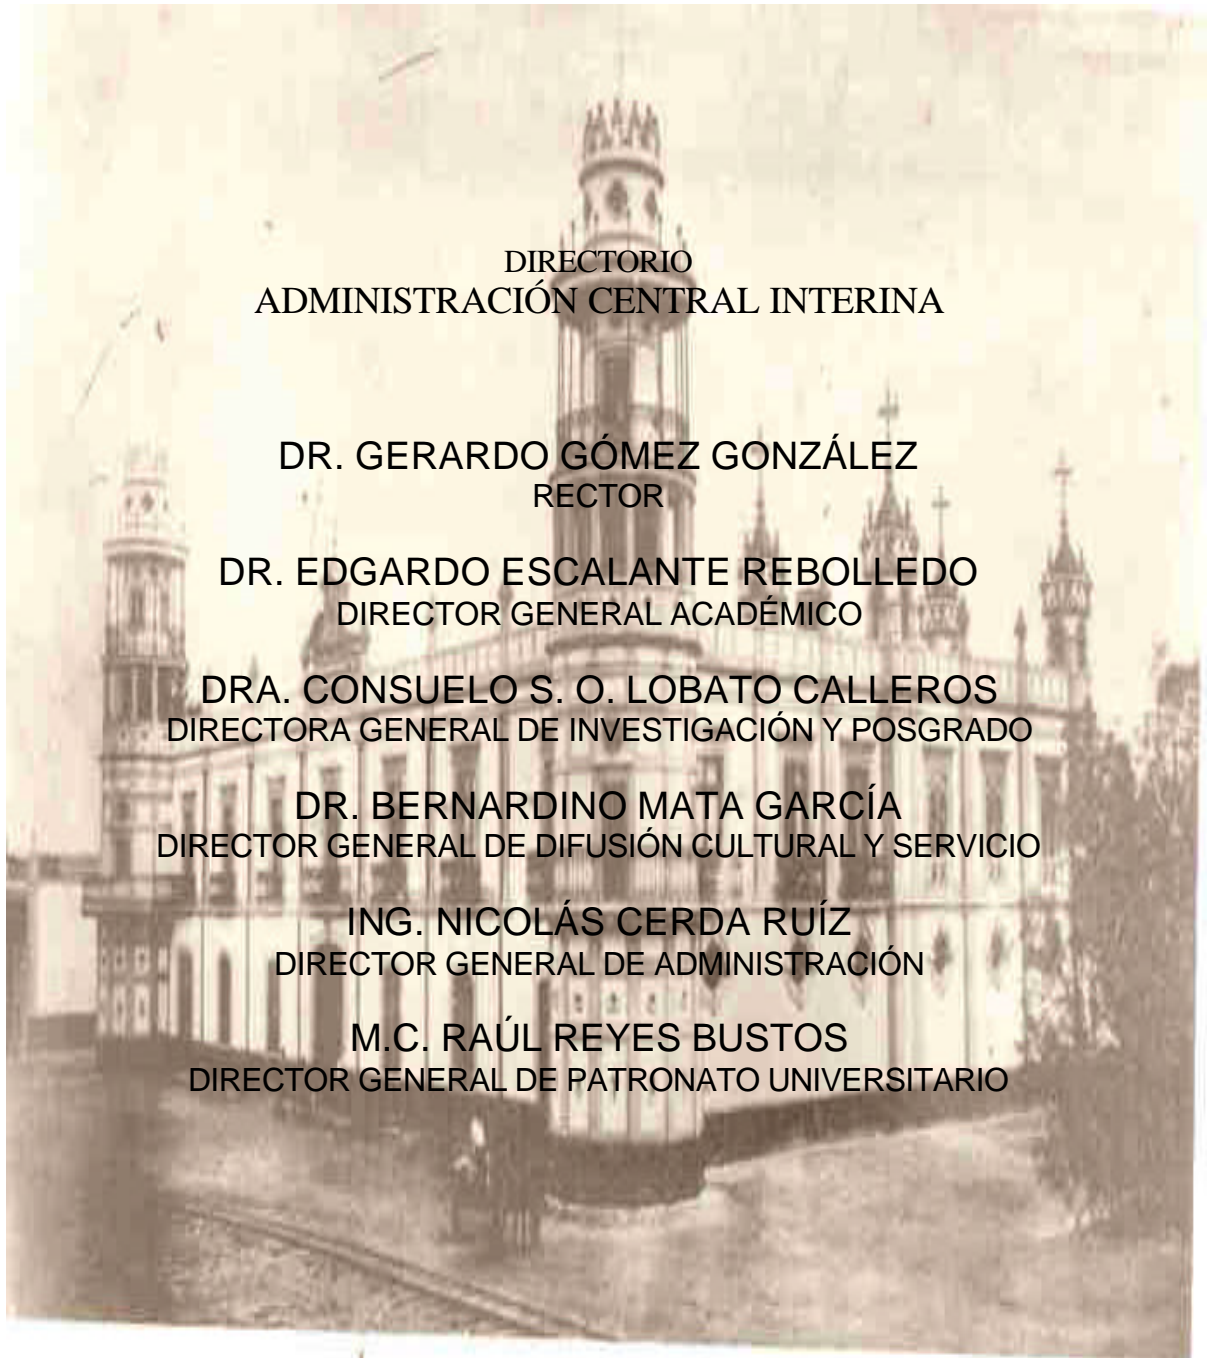 DIRECTORIO
ADMINISTRACIÓN CENTRAL INTERINA
DR. GERARDO GÓMEZ GONZÁLEZ
RECTOR
DR. EDGARDO ESCALANTE REBOLLEDO
DIRECTOR GENERAL ACADÉMICO
DRA. CONSUELO S. O. LOBATO CALLEROS
DIRECTORA GENERAL DE INVESTIGACIÓN Y POSGRADO
DR. BERNARDINO MATA GARCÍA
DIRECTOR GENERAL DE DIFUSIÓN CULTURAL Y SERVICIO
ING. NICOLÁS CERDA RUÍZ
DIRECTOR GENERAL DE ADMINISTRACIÓN
M.C. RAÚL REYES BUSTOS
DIRECTOR GENERAL DE PATRONATO UNIVERSITARIO